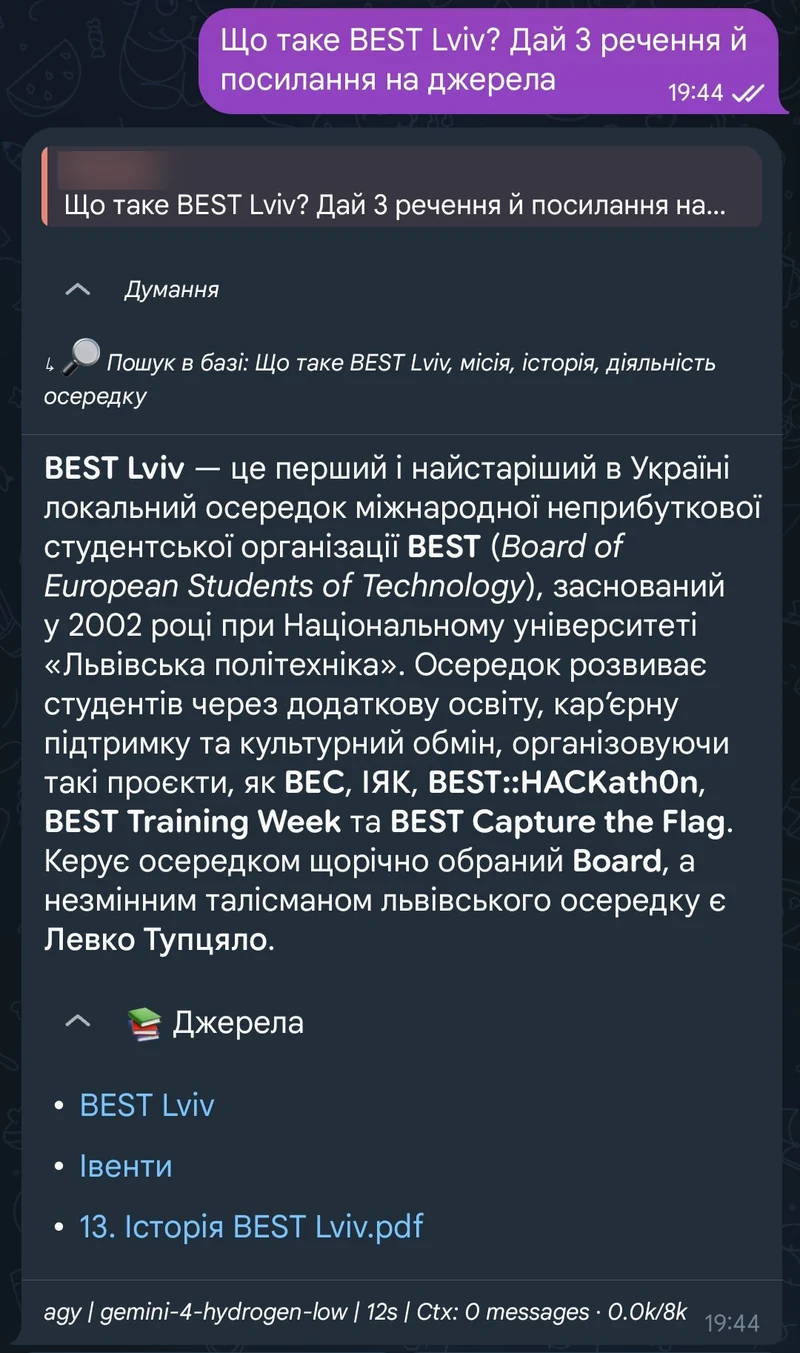 Що таке BEST Lviv? Дай 3 речення й
посилання на джерела
19:44
Що таке BEST Lviv? Дай 3 речення й посилання на...
Думання
↳ 🔎 Пошук в базі: Що таке BEST Lviv, місія, історія, діяльність
осередку
BEST Lviv — це перший і найстаріший в Україні
локальний осередок міжнародної неприбуткової
студентської організації BEST (Board of
European Students of Technology), заснований
у 2002 році при Національному університеті
«Львівська політехніка». Осередок розвиває
студентів через додаткову освіту, кар’єрну
підтримку та культурний обмін, організовуючи
такі проєкти, як BEC, ІЯК, BEST::HACKath0n,
BEST Training Week та BEST Capture the Flag.
Керує осередком щорічно обраний Board, а
незмінним талісманом львівського осередку є
Левко Тупцяло.
📚 Джерела
• BEST Lviv
• Івенти
• 13. Історія BEST Lviv.pdf
agy | gemini-4-hydrogen-low | 12s | Ctx: 0 messages · 0.0k/8k
19:44